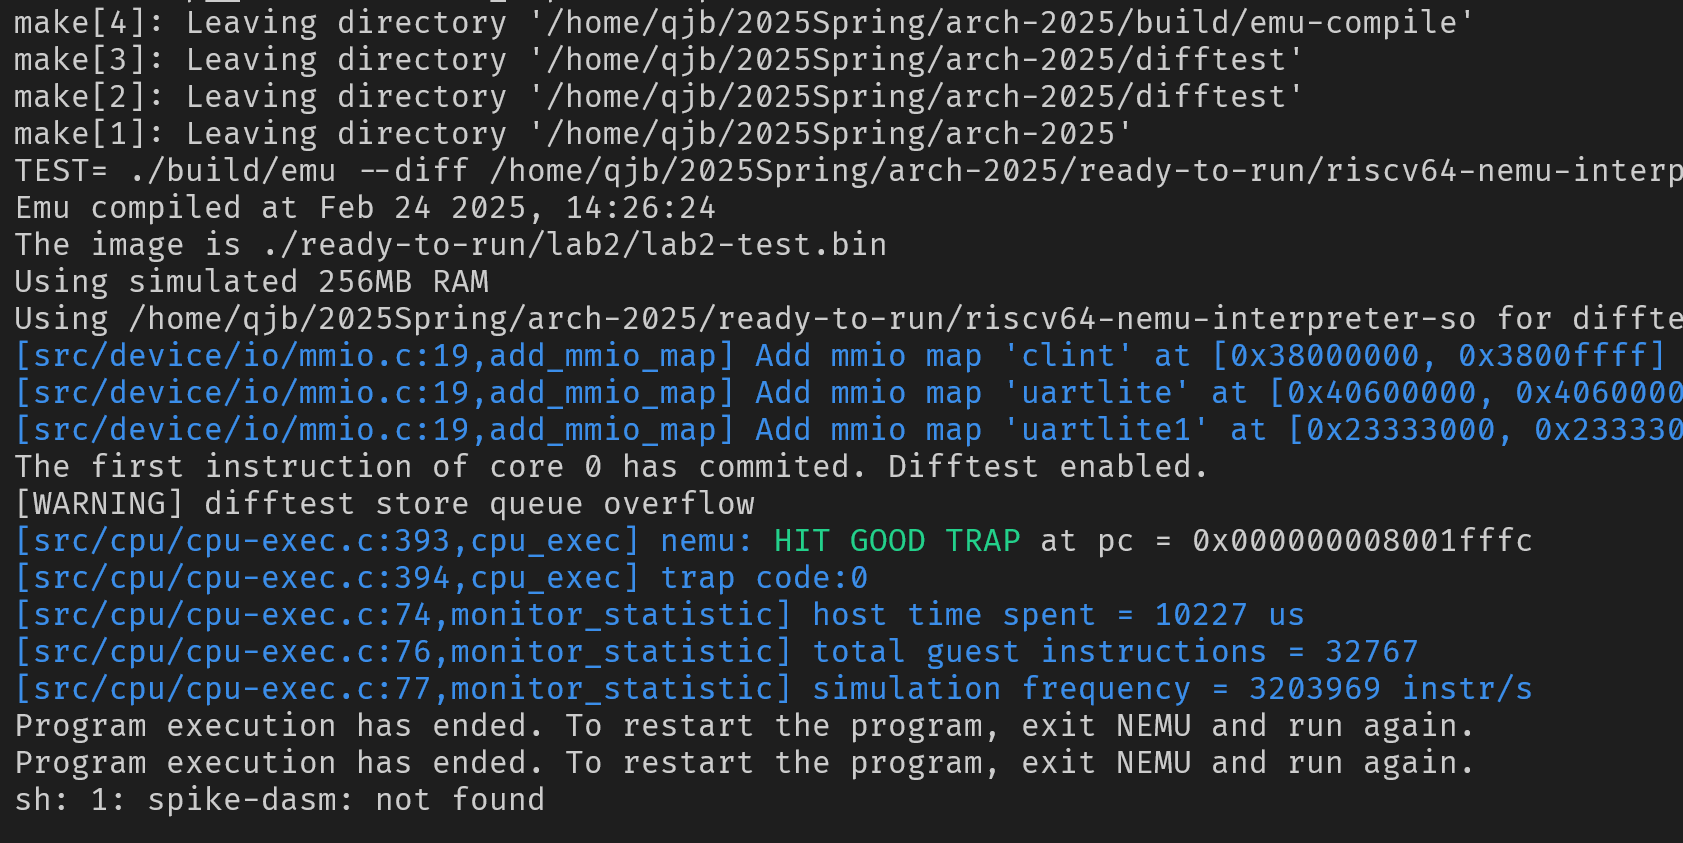 make[4]: Leaving directory '/home/qjb/2025Spring/arch-2025/build/emu-compile'
make[3]: Leaving directory '/home/qjb/2025Spring/arch-2025/difftest'
make[2]: Leaving directory '/home/qjb/2025Spring/arch-2025/difftest'
make[1]: Leaving directory '/home/qjb/2025Spring/arch-2025'
TEST= ./build/emu --diff /home/qjb/2025Spring/arch-2025/ready-to-run/riscv64-nemu-interp
Emu compiled at Feb 24 2025, 14:26:24
The image is ./ready-to-run/lab2/lab2-test.bin
Using simulated 256MB RAM
Using /home/qjb/2025Spring/arch-2025/ready-to-run/riscv64-nemu-interpreter-so for diffte
[src/device/io/mmio.c:19,add_mmio_map] Add mmio map 'clint' at [0x38000000, 0x3800ffff]
[src/device/io/mmio.c:19,add_mmio_map] Add mmio map 'uartlite' at [0x40600000, 0x4060000
[src/device/io/mmio.c:19,add_mmio_map] Add mmio map 'uartlite1' at [0x23333000, 0x233330
The first instruction of core 0 has commited. Difftest enabled.
[WARNING] difftest store queue overflow
[src/cpu/cpu-exec.c:393,cpu_exec] nemu: HIT GOOD TRAP at pc = 0x000000008001fffc
[src/cpu/cpu-exec.c:394,cpu_exec] trap code:0
[src/cpu/cpu-exec.c:74,monitor_statistic] host time spent = 10227 us
[src/cpu/cpu-exec.c:76,monitor_statistic] total guest instructions = 32767
[src/cpu/cpu-exec.c:77,monitor_statistic] simulation frequency = 3203969 instr/s
Program execution has ended. To restart the program, exit NEMU and run again.
Program execution has ended. To restart the program, exit NEMU and run again.
sh: 1: spike-dasm: not found